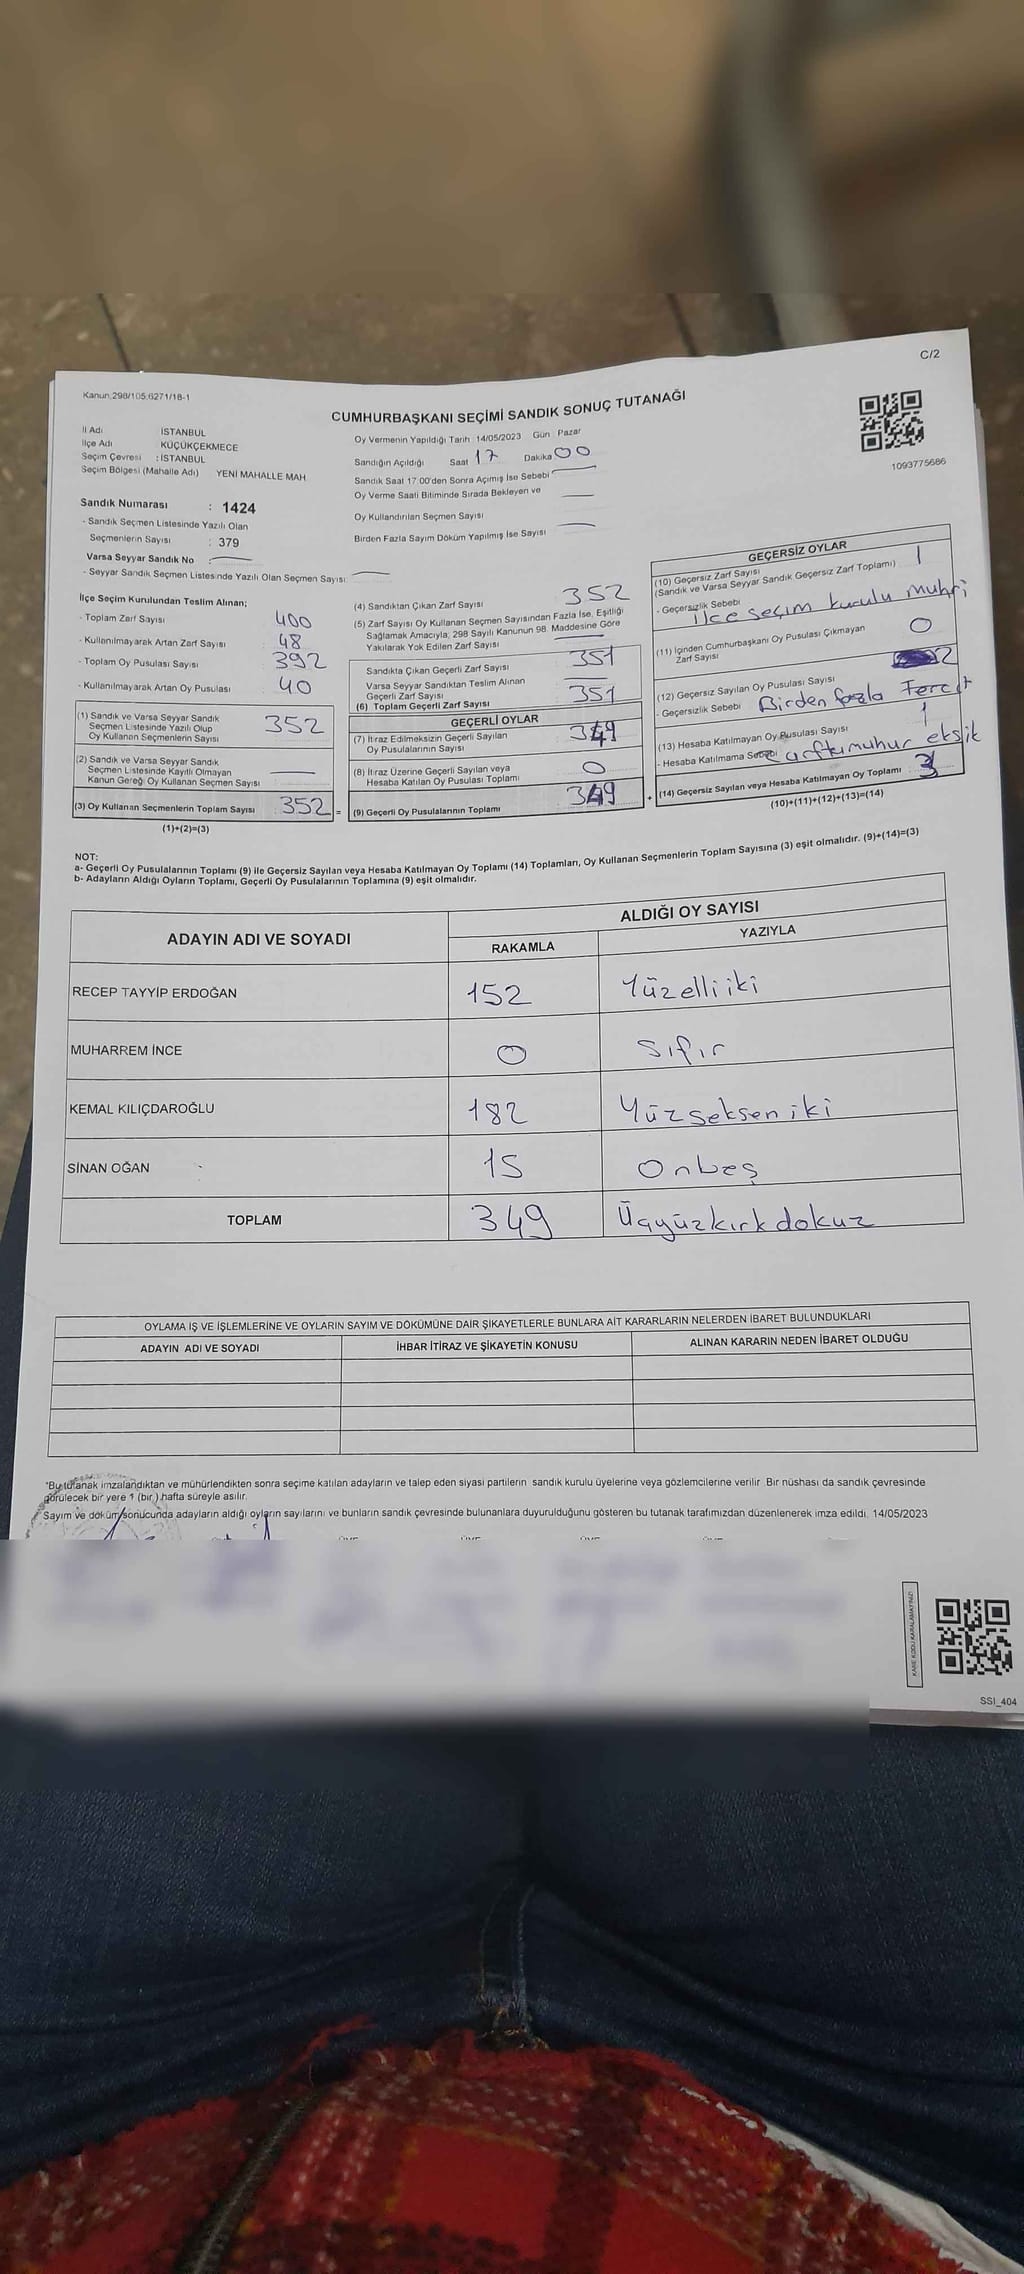 C/2
Kanun,298/105;6271/18-1
CUMHURBAŞKANI SEÇİMİ SANDIK SONUÇ TUTANAĞI
1093775686
İl Adı İSTANBUL
İlçe Adı KÜÇÜKÇEKMECE
Seçim Çevresi : İSTANBUL
Seçim Bölgesi (Mahalle Adı) YENİ MAHALLE MAH
Sandık Numarası : 1424
- Sandık Seçmen Listesinde Yazılı Olan
Seçmenlerin Sayısı : 379
Varsa Seyyar Sandık No :
- Seyyar Sandık Seçmen Listesinde Yazılı Olan Seçmen Sayısı:
Oy Vermenin Yapıldığı Tarih 14/05/2023 Gün Pazar
Sandığın Açıldığı Saat 17 Dakika 00
Sandık Saat 17 00'den Sonra Açılmış İse Sebebi
Oy Verme Saati Bitiminde Sırada Bekleyen ve
Oy Kullandırılan Seçmen Sayısı
Birden Fazla Sayım Döküm Yapılmış İse Sayısı
İlçe Seçim Kurulundan Teslim Alınan;
- Toplam Zarf Sayısı 400
- Kullanılmayarak Artan Zarf Sayısı 48
- Toplam Oy Pusulası Sayısı 392
- Kullanılmayarak Artan Oy Pusulası 40
(1) Sandık ve Varsa Seyyar Sandık
Seçmen Listesinde Yazılı Olup
Oy Kullanan Seçmenlerin Sayısı 352
(2) Sandık ve Varsa Seyyar Sandık
Seçmen Listesinde Kayıtlı Olmayan
Kanun Gereği Oy Kullanan Seçmen Sayısı
(3) Oy Kullanan Seçmenlerin Toplam Sayısı 352 =
(1)+(2)=(3)
(4) Sandıktan Çıkan Zarf Sayısı 352
(5) Zarf Sayısı Oy Kullanan Seçmen Sayısından Fazla İse, Eşitliği
Sağlamak Amacıyla; 298 Sayılı Kanunun 98. Maddesine Göre
Yakılarak Yok Edilen Zarf Sayısı
Sandıkta Çıkan Geçerli Zarf Sayısı 351
Varsa Seyyar Sandıktan Teslim Alınan
Geçerli Zarf Sayısı
(6) Toplam Geçerli Zarf Sayısı 351
GEÇERLİ OYLAR
(7) İtiraz Edilmeksizin Geçerli Sayılan
Oy Pusulalarının Sayısı 349
(8) İtiraz Üzerine Geçerli Sayılan veya
Hesaba Katılan Oy Pusulası Toplamı 0
(9) Geçerli Oy Pusulalarının Toplamı 349 +
GEÇERSİZ OYLAR
(10) Geçersiz Zarf Sayısı
(Sandık ve Varsa Seyyar Sandık Geçersiz Zarf Toplamı) 1
- Geçersizlik Sebebi ilçe seçim kurulu muhri
(11) İçinden Cumhurbaşkanı Oy Pusulası Çıkmayan
Zarf Sayısı 0
(12) Geçersiz Sayılan Oy Pusulası Sayısı 2
- Geçersizlik Sebebi Birden fazla Tercit
(13) Hesaba Katılmayan Oy Pusulası Sayısı 1
- Hesaba Katılmama muhur eksik
(14) Geçersiz Sayılan veya Hesaba Katılmayan Oy Toplamı 3
(10)+(11)+(12)+(13)=(14)
NOT:
a- Geçerli Oy Pusulalarının Toplamı (9) ile Geçersiz Sayılan veya Hesaba Katılmayan Oy Toplamı (14) Toplamları, Oy Kullanan Seçmenlerin Toplam Sayısına (3) eşit olmalıdır. (9)+(14)=(3)
b- Adayların Aldığı Oyların Toplamı, Geçerli Oy Pusulalarının Toplamına (9) eşit olmalıdır.
ADAYIN ADI VE SOYADI ALDIĞI OY SAYISI
RAKAMLA YAZIYLA
RECEP TAYYİP ERDOĞAN 152 Yüzelliiki
MUHARREM İNCE 0 Sıfır
KEMAL KILIÇDAROĞLU 182 Yüzsekseniki
SİNAN OĞAN 15 Onbeş
TOPLAM 349 Üçyüzkırkdokuz
OYLAMA İŞ VE İŞLEMLERİNE VE OYLARIN SAYIM VE DÖKÜMÜNE DAİR ŞİKAYETLERLE BUNLARA AİT KARARLARIN NELERDEN İBARET BULUNDUKLARI
ADAYIN ADI VE SOYADI İHBAR İTİRAZ VE ŞİKAYETİN KONUSU ALINAN KARARIN NEDEN İBARET OLDUĞU
*Bu tutanak imzalandıktan ve mühürlendikten sonra seçime katılan adayların ve talep eden siyasi partilerin sandık kurulu üyelerine veya gözlemcilerine verilir. Bir nüshası da sandık çevresinde
görülecek bir yere 1 (bir) hafta süreyle asılır.
Sayım ve döküm sonucunda adayların aldığı oyların sayılarını ve bunların sandık çevresinde bulunanlara duyurulduğunu gösteren bu tutanak tarafımızdan düzenlenerek imza edildi. 14/05/2023
KARE KODU KARALAMAYINIZ!
SSI_404